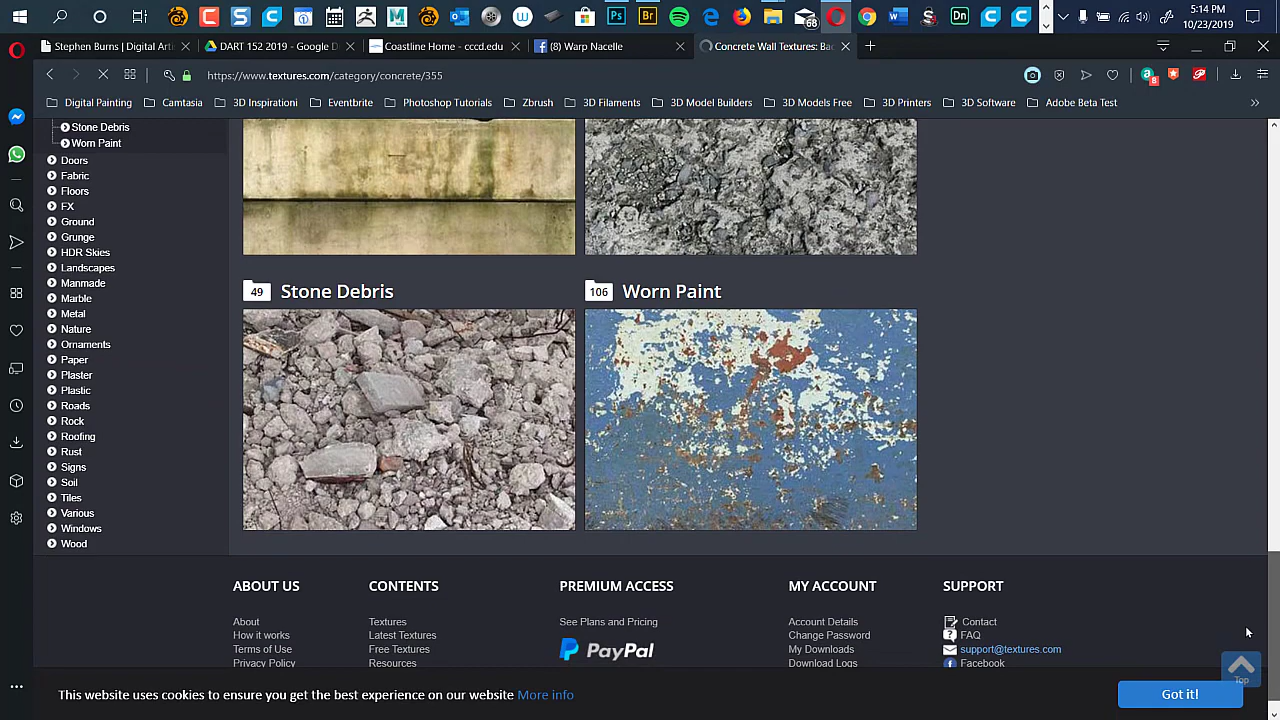 68
5:14 PM
10/23/2019
Stephen Burns | Digital Arti
DART 152 2019 - Google D
Coastline Home - cccd.edu
(8) Warp Nacelle
Concrete Wall Textures: Bac
https://www.textures.com/category/concrete/355
Digital Painting
Camtasia
3D Inspirationi
Eventbrite
Photoshop Tutorials
Zbrush
3D Filaments
3D Model Builders
3D Models Free
3D Printers
3D Software
Adobe Beta Test
Stone Debris
Worn Paint
Doors
Fabric
Floors
FX
Ground
Grunge
HDR Skies
Landscapes
Manmade
Marble
Metal
Nature
Ornaments
Paper
Plaster
Plastic
Roads
Rock
Roofing
Rust
Signs
Soil
Tiles
Various
Windows
Wood
49 Stone Debris
106 Worn Paint
ABOUT US
About
How it works
Terms of Use
Privacy Policy
CONTENTS
Textures
Latest Textures
Free Textures
Resources
PREMIUM ACCESS
See Plans and Pricing
PayPal
MY ACCOUNT
Account Details
Change Password
My Downloads
Download Logs
SUPPORT
Contact
FAQ
support@textures.com
Facebook
Top
This website uses cookies to ensure you get the best experience on our website More info
Got it!